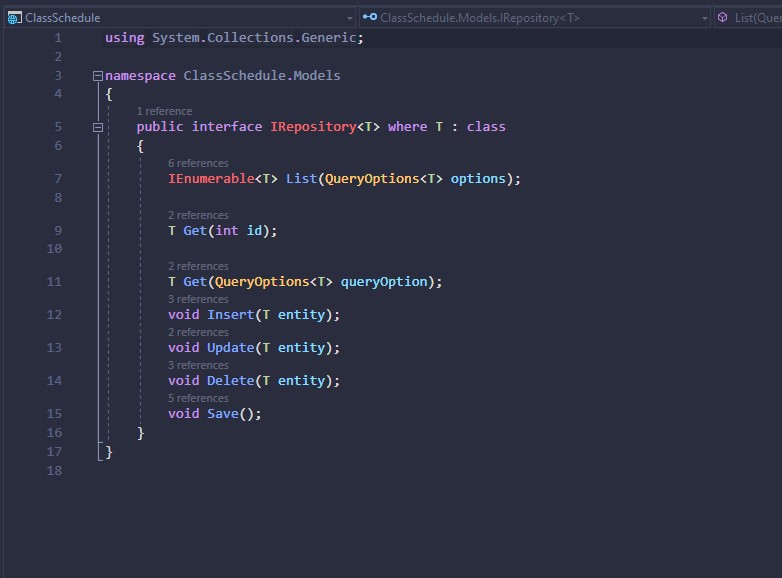 ClassSchedule ClassSchedule.Models.IRepository<T> List(Quer
1 using System.Collections.Generic;
2
3 namespace ClassSchedule.Models
4 {
1 reference
5 public interface IRepository<T> where T : class
6 {
6 references
7 IEnumerable<T> List(QueryOptions<T> options);
8
2 references
9 T Get(int id);
10
2 references
11 T Get(QueryOptions<T> queryOption);
3 references
12 void Insert(T entity);
2 references
13 void Update(T entity);
3 references
14 void Delete(T entity);
5 references
15 void Save();
16 }
17 }
18